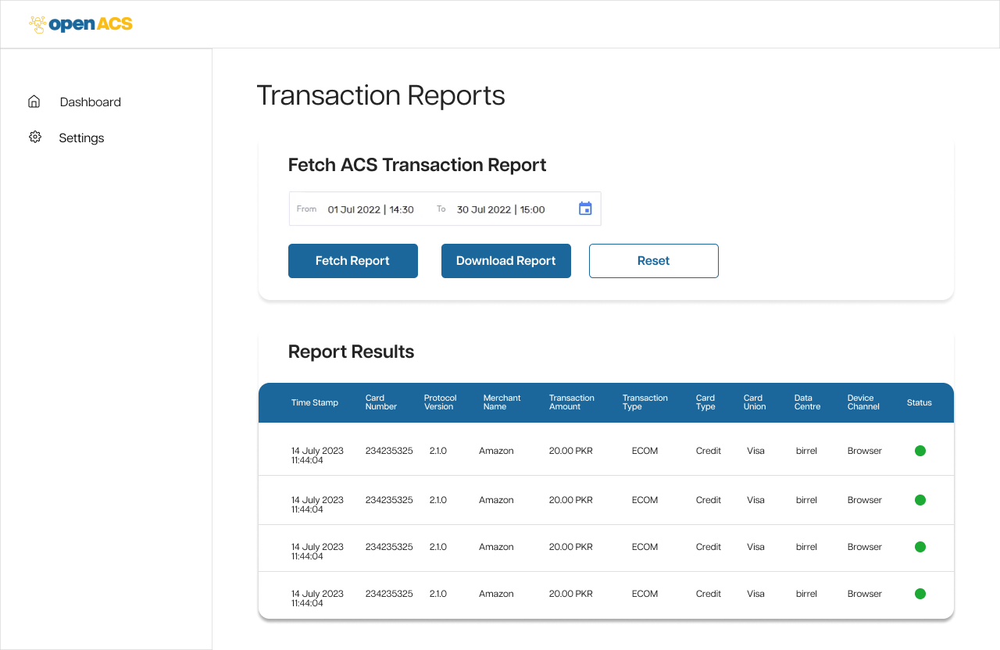 openACS
Dashboard
Settings
Transaction Reports
Fetch ACS Transaction Report
From 01 Jul 2022 | 14:30 To 30 Jul 2022 | 15:00
Fetch Report Download Report Reset
Report Results
Time Stamp Card Number Protocol Version Merchant Name Transaction Amount Transaction Type Card Type Card Union Data Centre Device Channel Status
14 July 2023 11:44:04 234235325 2.1.0 Amazon 20.00 PKR ECOM Credit Visa birrel Browser
14 July 2023 11:44:04 234235325 2.1.0 Amazon 20.00 PKR ECOM Credit Visa birrel Browser
14 July 2023 11:44:04 234235325 2.1.0 Amazon 20.00 PKR ECOM Credit Visa birrel Browser
14 July 2023 11:44:04 234235325 2.1.0 Amazon 20.00 PKR ECOM Credit Visa birrel Browser